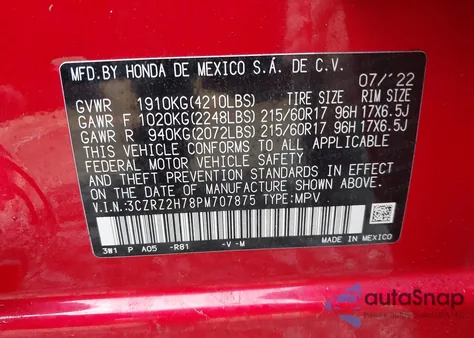 MFD.BY HONDA DE MEXICO S.A. DE C.V.
07/'22
GVWR 1910KG(4210LBS) TIRE SIZE RIM SIZE
GAWR F 1020KG(2248LBS) 215/60R17 96H 17X6.5J
GAWR R 940KG(2072LBS) 215/60R17 96H 17X6.5J
THIS VEHICLE CONFORMS TO ALL APPLICABLE
FEDERAL MOTOR VEHICLE SAFETY
AND THEFT PREVENTION STANDARDS IN EFFECT
ON THE DATE OF MANUFACTURE SHOWN ABOVE.
V.I.N.:3CZRZ2H78PM707875 TYPE:MPV
3W1 P A05 -R81 -V-M MADE IN MEXICO
autoSnap